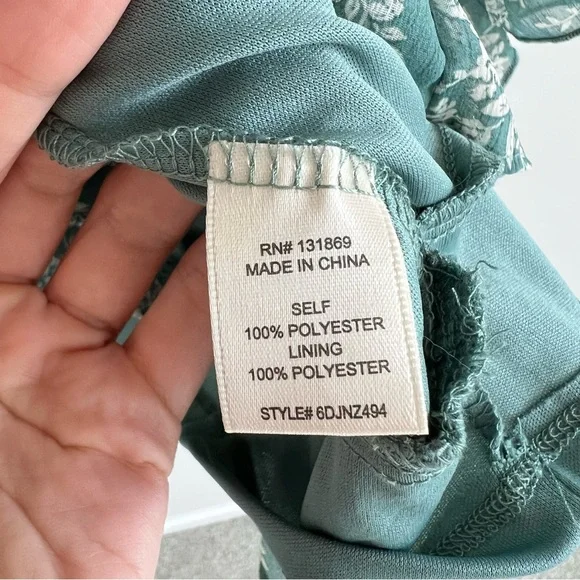 RN# 131869
MADE IN CHINA
SELF
100% POLYESTER
LINING
100% POLYESTER
STYLE# 6DJNZ494